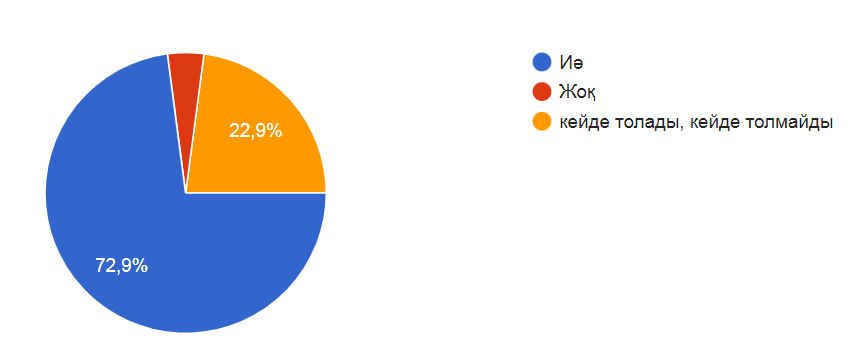 Иә
Жоқ
кейде толады, кейде толмайды
22,9%
72,9%